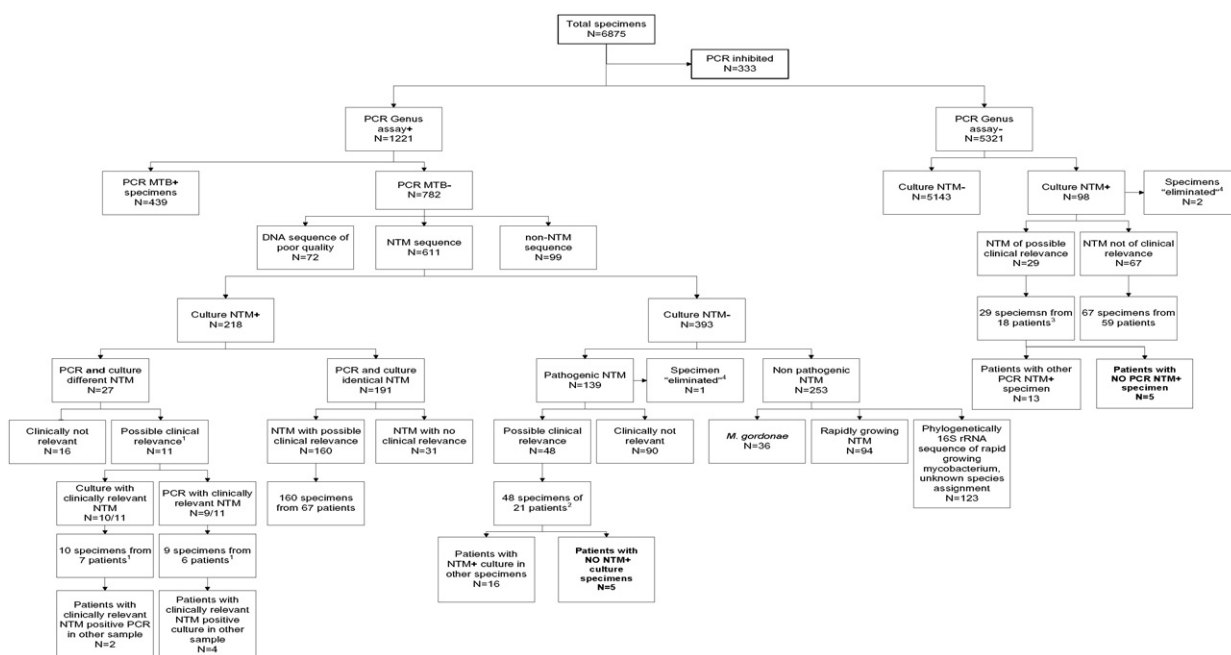 Total specimens
N=6875
PCR inhibited
N=333
PCR Genus
assay+
N=1221
PCR Genus
assay-
N=5321
PCR MTB+
specimens
N=439
PCR MTB-
N=782
Culture NTM-
N=5143
Culture NTM+
N=98
Specimens
"eliminated"4
N=2
DNA sequence of
poor quality
N=72
NTM sequence
N=611
non-NTM
sequence
N=99
NTM of possible
clinical relevance
N=29
NTM not of clinical
relevance
N=67
Culture NTM+
N=218
Culture NTM-
N=393
29 speciemsn from
18 patients3
67 specimens from
59 patients
PCR and culture
different NTM
N=27
PCR and culture
identical NTM
N=191
Pathogenic NTM
N=139
Specimen
"eliminated"4
N=1
Non pathogenic
NTM
N=253
Patients with other
PCR NTM+
specimen
N=13
Patients with
NO PCR NTM+
specimen
N=5
Clinically not
relevant
N=16
Possible clinical
relevance1
N=11
NTM with possible
clinical relevance
N=160
NTM with no
clinical relevance
N=31
Possible clinical
relevance
N=48
Clinically not
relevant
N=90
M. gordonae
N=36
Rapidly growing
NTM
N=94
Phylogenetically
16S rRNA
sequence of rapid
growing
mycobacterium,
unknown species
assignment
N=123
Culture with
clinically relevant
NTM
N=10/11
PCR with clinically
relevant NTM
N=9/11
160 specimens
from 67 patients
48 specimens of
21 patients2
10 specimens from
7 patients1
9 specimens from
6 patients1
Patients with
NTM+ culture in
other specimens
N=16
Patients with
NO NTM+
culture
specimens
N=5
Patients with
clinically relevant
NTM positive PCR
in other sample
N=2
Patients with
clinically relevant
NTM positive
culture in other
sample
N=4